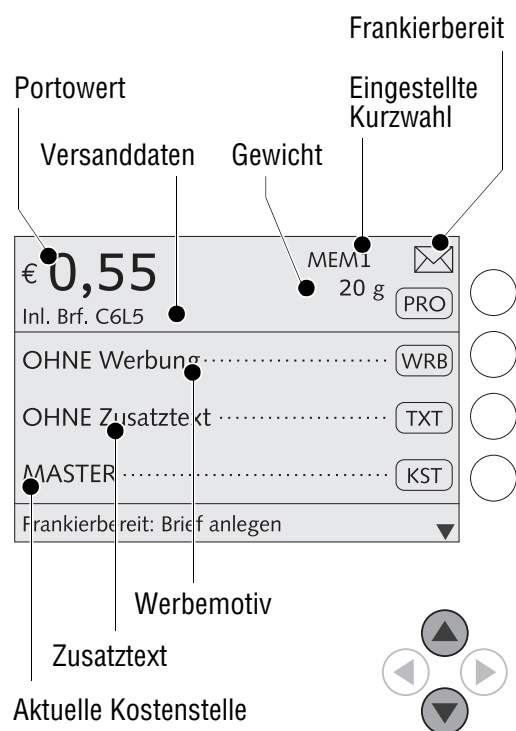 Frankierbereit
Portowert
Eingestellte
Kurzwahl
Versanddaten
Gewicht
€ 0,55
MEM1
20 g
PRO
Inl. Brf. C6L5
OHNE Werbung
WRB
OHNE Zusatztext
TXT
MASTER
KST
Frankierbereit: Brief anlegen
Werbemotiv
Zusatztext
Aktuelle Kostenstelle